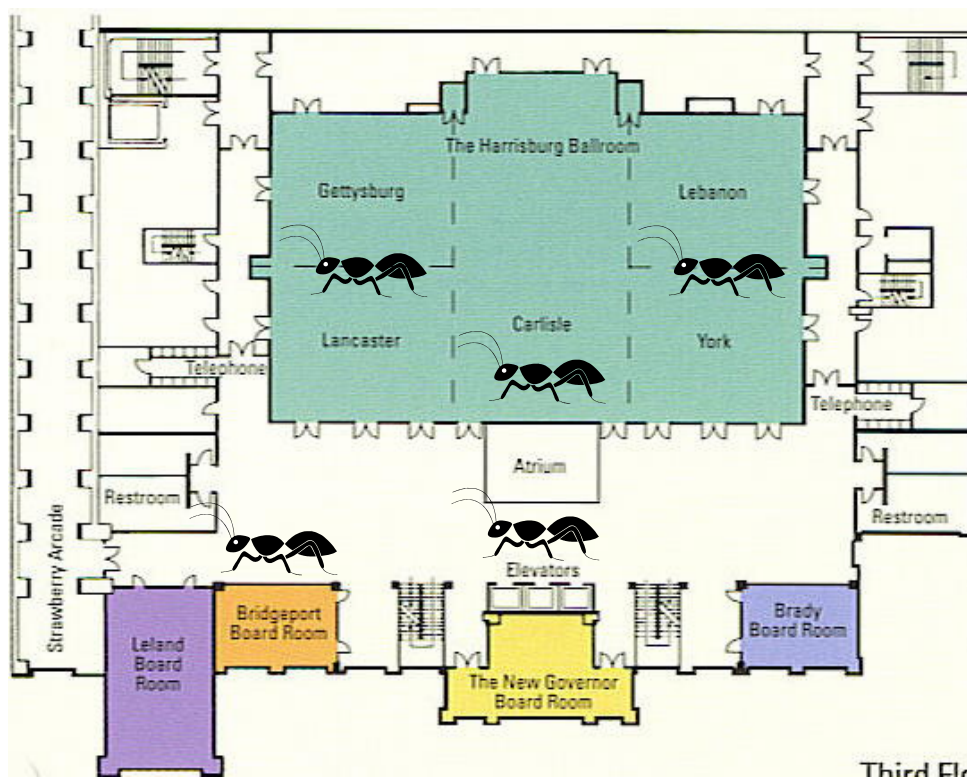 The Harrisburg Ballroom
Gettysburg
Lebanon
Carlisle
Lancaster
York
Telephone
Telephone
Atrium
Restroom
Restroom
Strawberry Arcade
Elevators
Bridgeport
Board Room
Brady
Board Room
Leland
Board
Room
The New Governor
Board Room
Third Flo